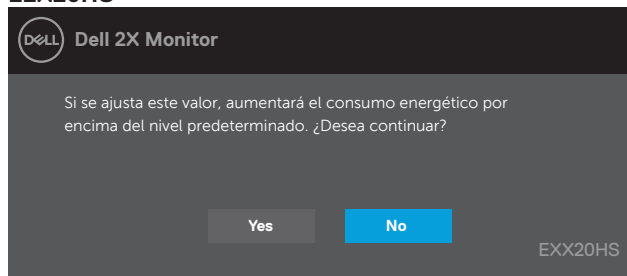 DELL Dell 2X Monitor
Si se ajusta este valor, aumentará el consumo energético por
encima del nivel predeterminado. ¿Desea continuar?
Yes No
EXX20HS